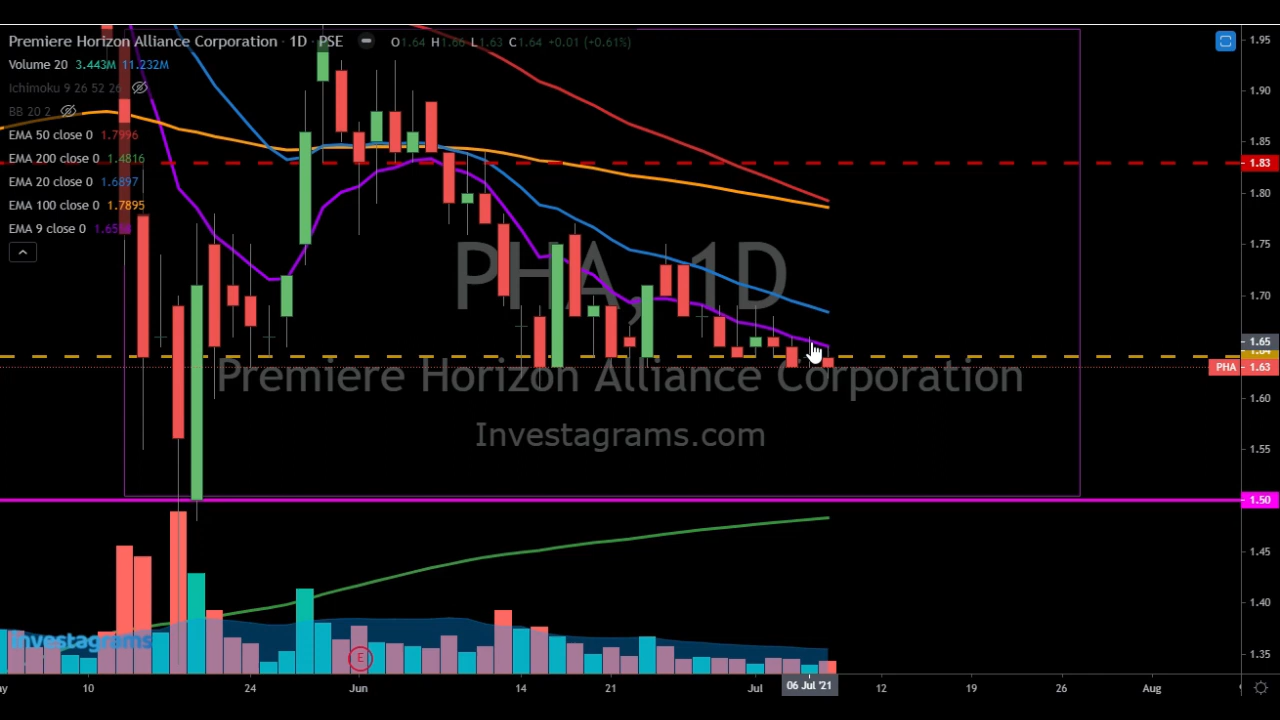 Premiere Horizon Alliance Corporation · 1D · PSE O1.64 H1.66 L1.63 C1.64 +0.01 (+0.61%)
Volume 20 3.443M 11.232M
Ichimoku 9 26 52 26
BB 20 2
EMA 50 close 0 1.7996
EMA 200 close 0 1.4816
EMA 20 close 0 1.6897
EMA 100 close 0 1.7895
EMA 9 close 0
PHA, 1D
Premiere Horizon Alliance Corporation
Investagrams.com
Investagrams
E
1.95
1.90
1.85
1.83
1.80
1.75
1.70
1.65
1.64
PHA 1.63
1.60
1.55
1.50
1.45
1.40
1.35
10 24 Jun 14 21 Jul 06 Jul '21 12 19 26 Aug